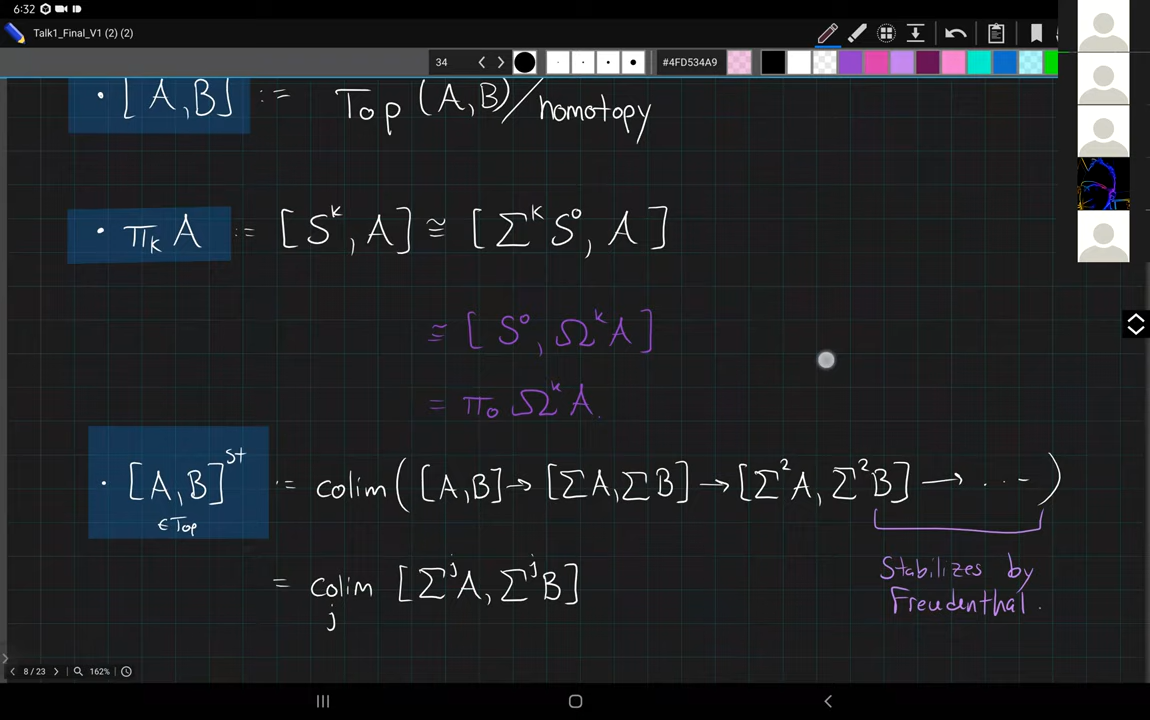 6:32
Talk1_Final_V1 (2) (2)
34
#4FD534A9
• [A,B] := Top (A,B)/homotopy
• π_k A := [S^k, A] ≅ [Σ^k S^0, A]
≅ [S^0, Ω^k A]
= π_0 Ω^k A.
• [A,B]^st := colim([A,B] → [ΣA,ΣB] → [Σ^2 A, Σ^2 B] → ...)
∈Top
= colim [Σ^j A, Σ^j B]
j
Stabilizes by
Freudenthal.
8/23
162%